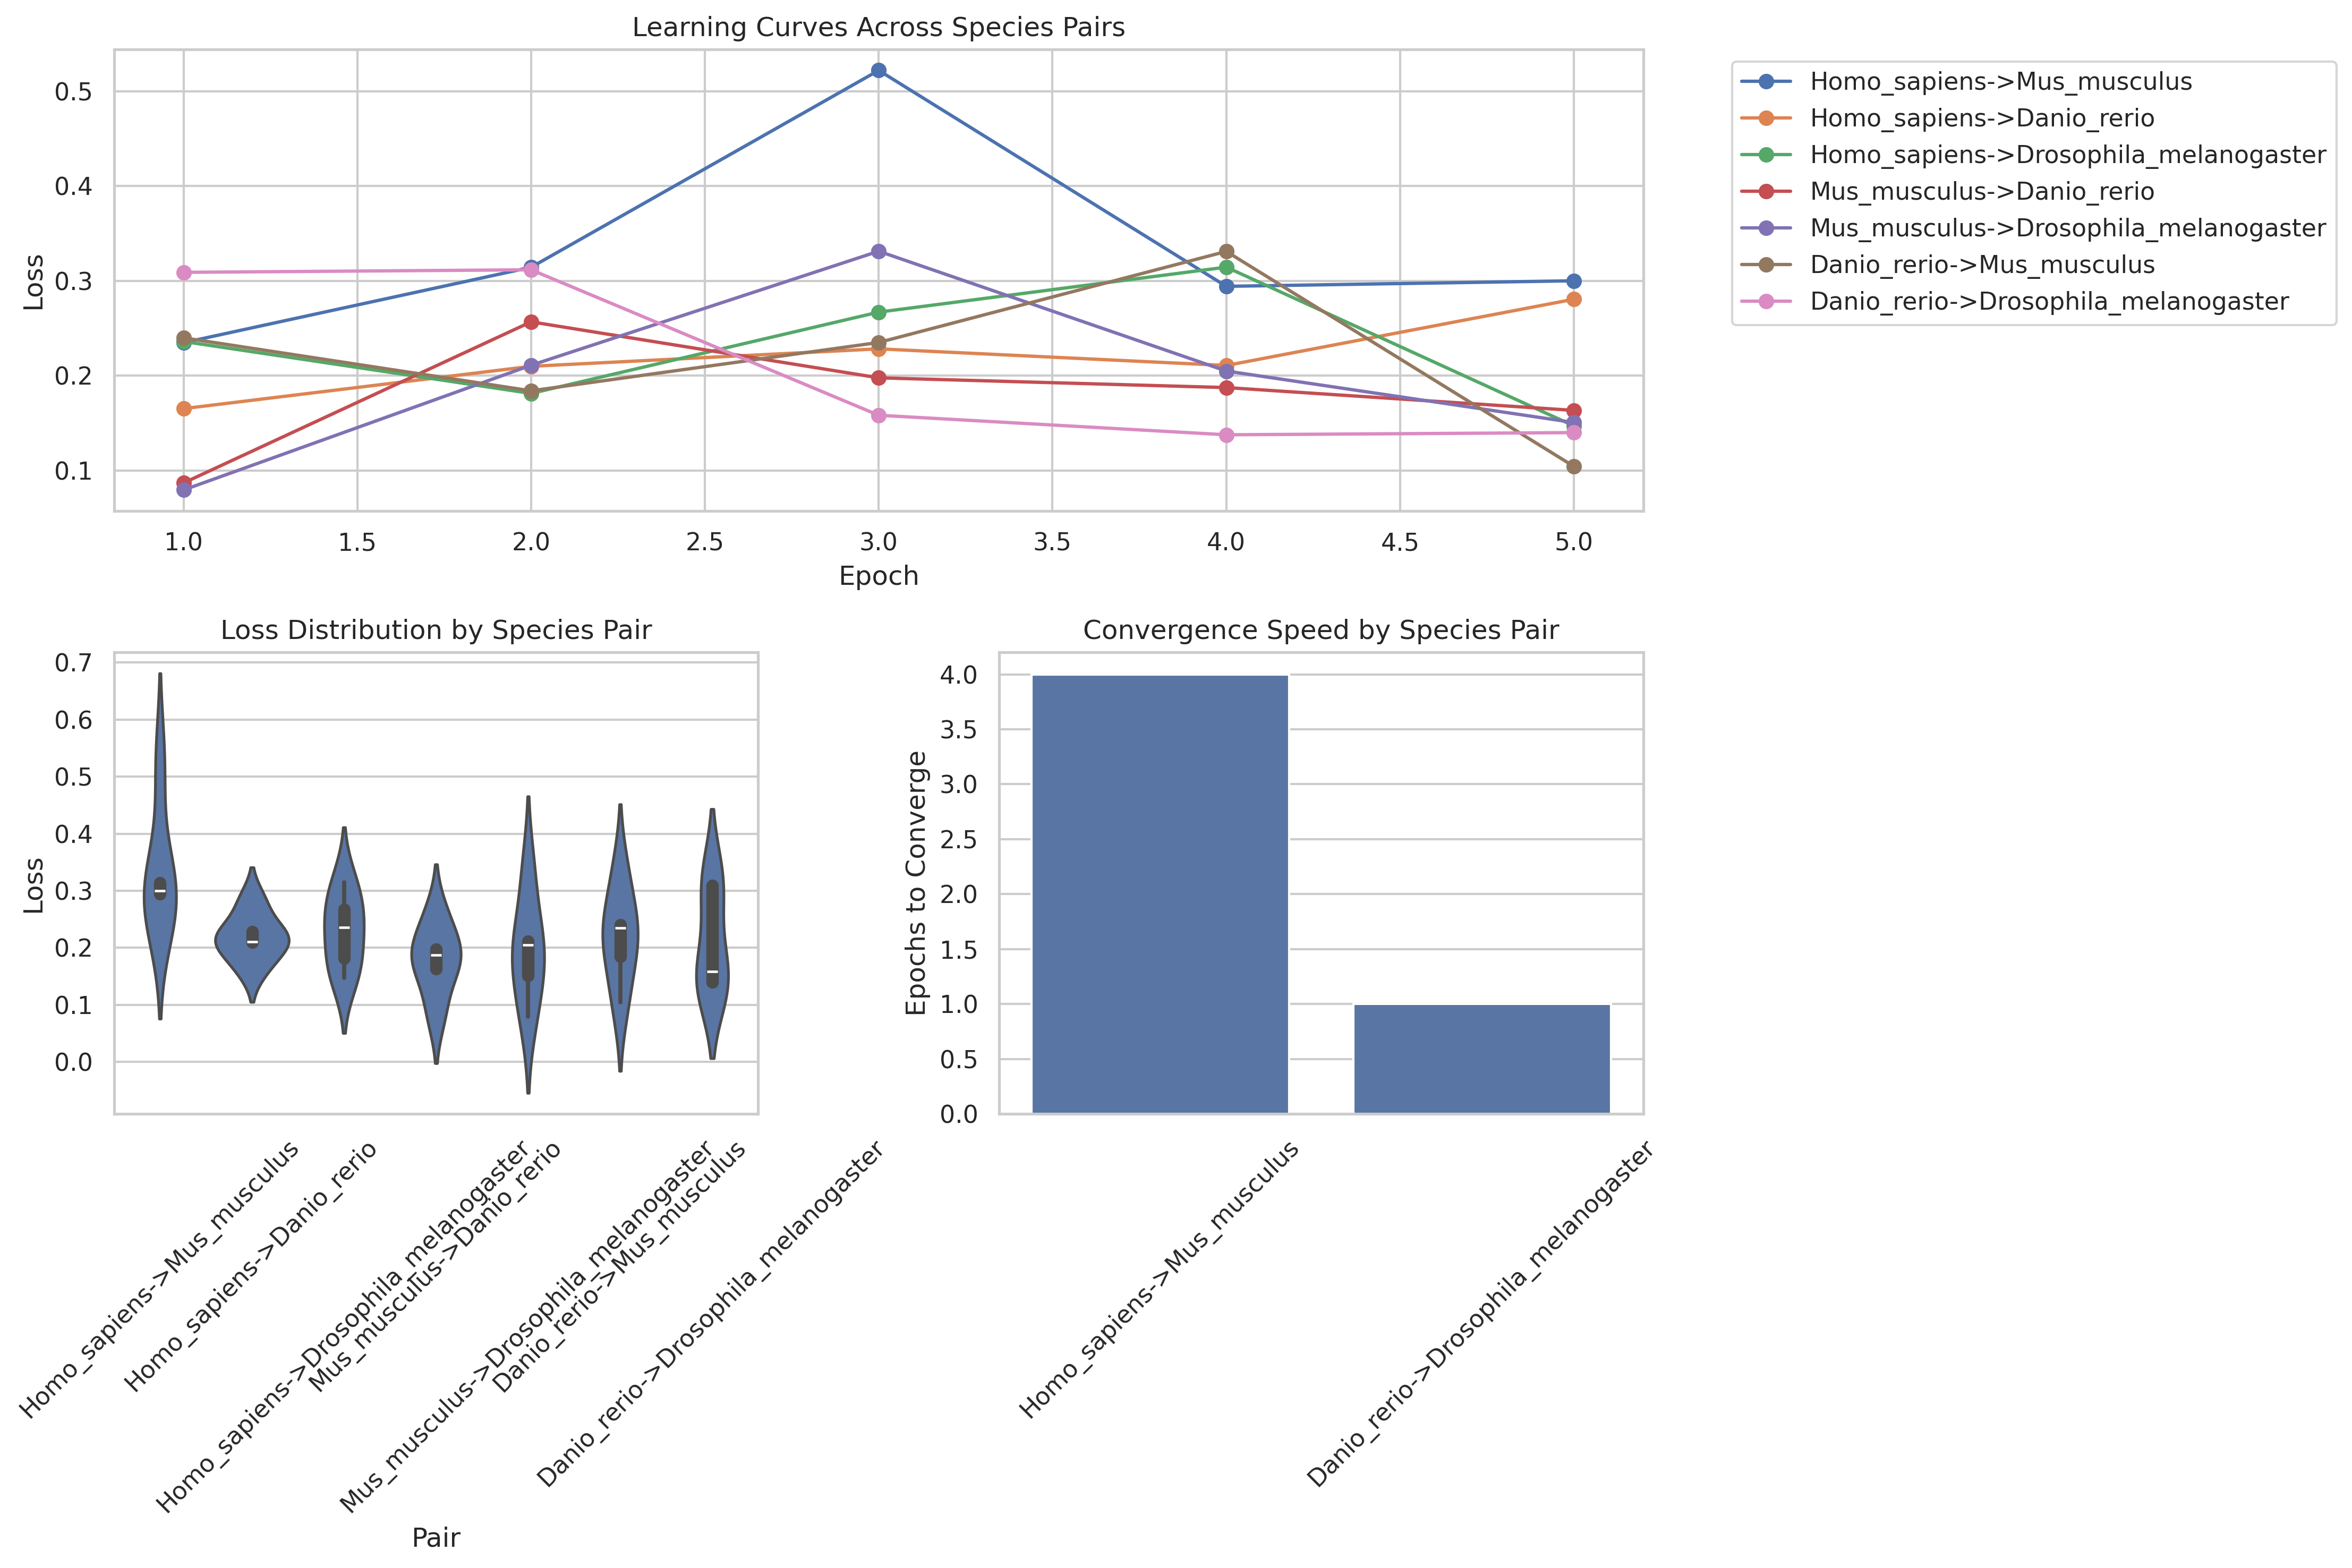 Learning Curves Across Species Pairs
Loss
0.5
0.4
0.3
0.2
0.1
1.0 1.5 2.0 2.5 3.0 3.5 4.0 4.5 5.0
Epoch
Homo_sapiens->Mus_musculus
Homo_sapiens->Danio_rerio
Homo_sapiens->Drosophila_melanogaster
Mus_musculus->Danio_rerio
Mus_musculus->Drosophila_melanogaster
Danio_rerio->Mus_musculus
Danio_rerio->Drosophila_melanogaster
Loss Distribution by Species Pair
Loss
0.7
0.6
0.5
0.4
0.3
0.2
0.1
0.0
Homo_sapiens->Mus_musculus
Homo_sapiens->Danio_rerio
Homo_sapiens->Drosophila_melanogaster
Mus_musculus->Danio_rerio
Mus_musculus->Drosophila_melanogaster
Danio_rerio->Mus_musculus
Danio_rerio->Drosophila_melanogaster
Pair
Convergence Speed by Species Pair
Epochs to Converge
4.0
3.5
3.0
2.5
2.0
1.5
1.0
0.5
0.0
Homo_sapiens->Mus_musculus
Danio_rerio->Drosophila_melanogaster